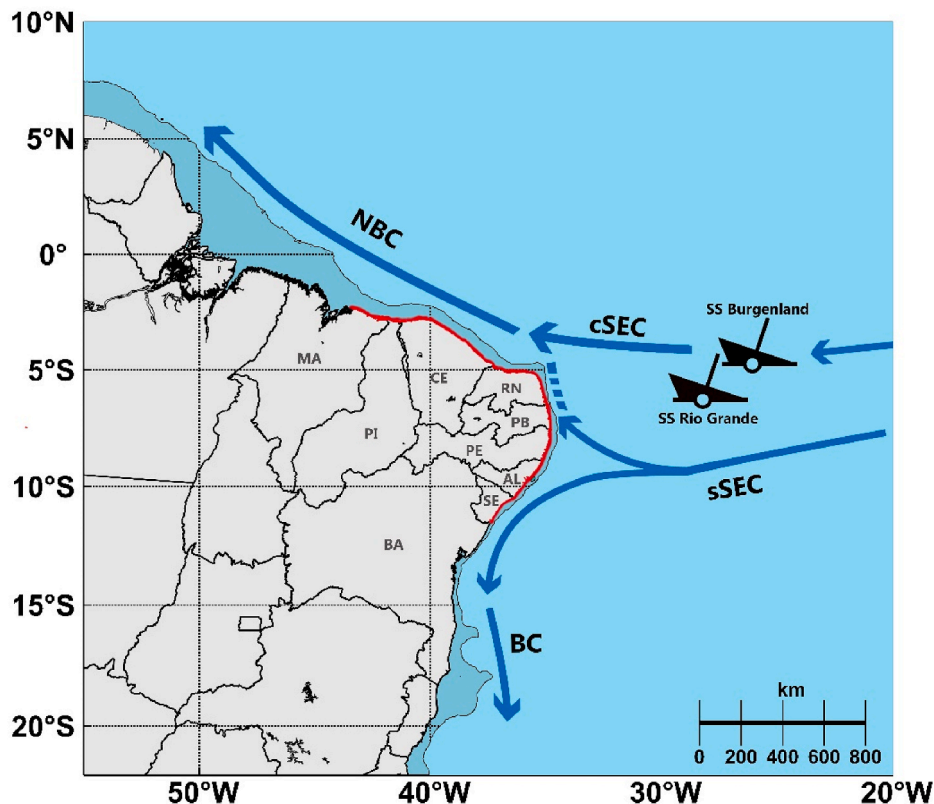 10°N
5°N
0°
5°S
10°S
15°S
20°S
NBC
cSEC
SS Burgenland
SS Rio Grande
sSEC
BC
MA
CE
RN
PB
PI
PE
AL
SE
BA
km
0 200 400 600 800
50°W 40°W 30°W 20°W